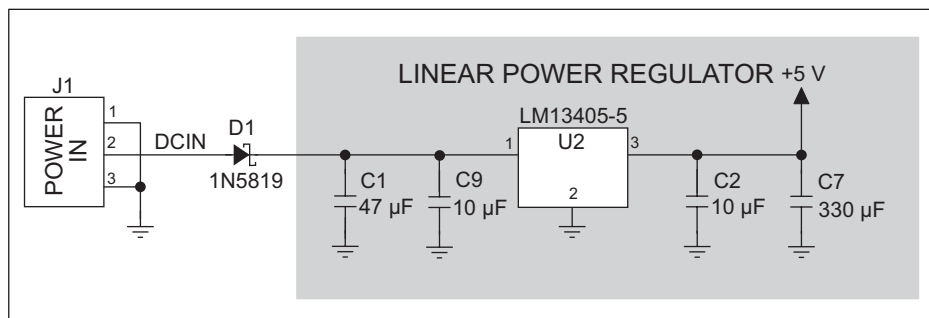 LINEAR POWER REGULATOR
+5 V
J1
POWER IN
1
2
3
DCIN
D1
1N5819
C1
47 µF
C9
10 µF
LM13405-5
U2
1
2
3
C2
10 µF
C7
330 µF